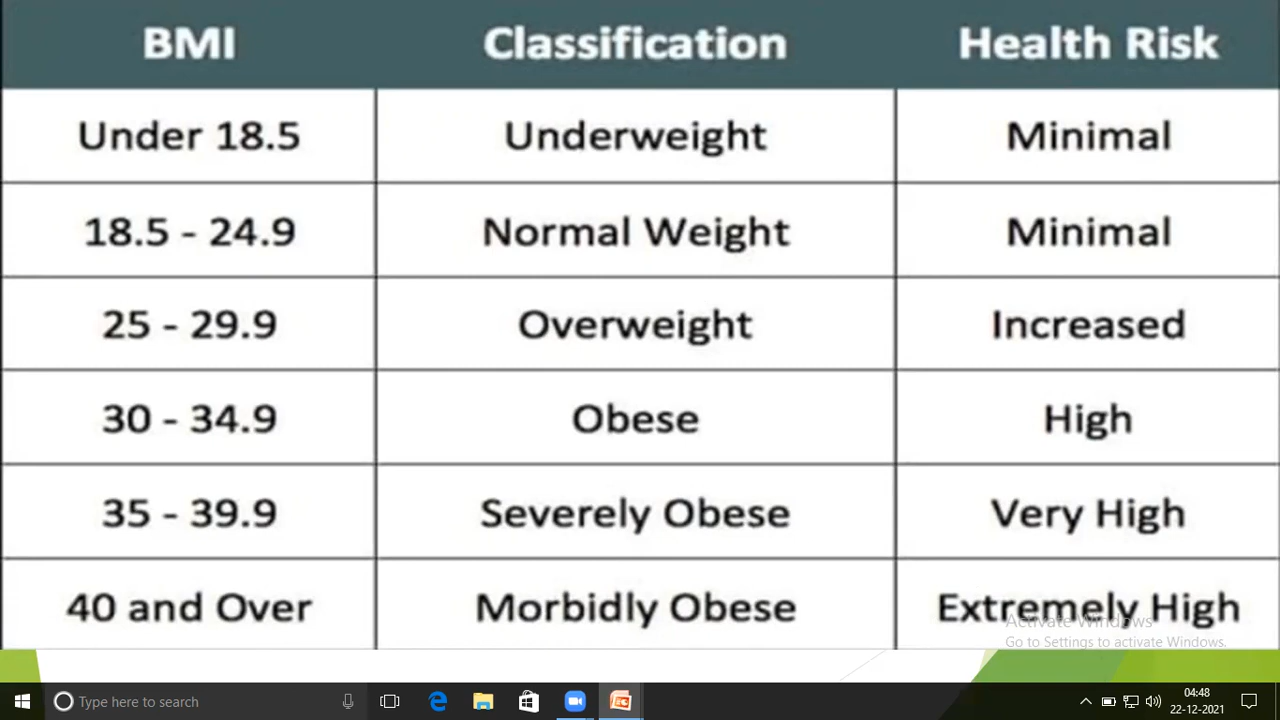 BMI Classification Health Risk
Under 18.5 Underweight Minimal
18.5 - 24.9 Normal Weight Minimal
25 - 29.9 Overweight Increased
30 - 34.9 Obese High
35 - 39.9 Severely Obese Very High
40 and Over Morbidly Obese Extremely High
Activate Windows
Go to Settings to activate Windows.
Type here to search
04:48
22-12-2021